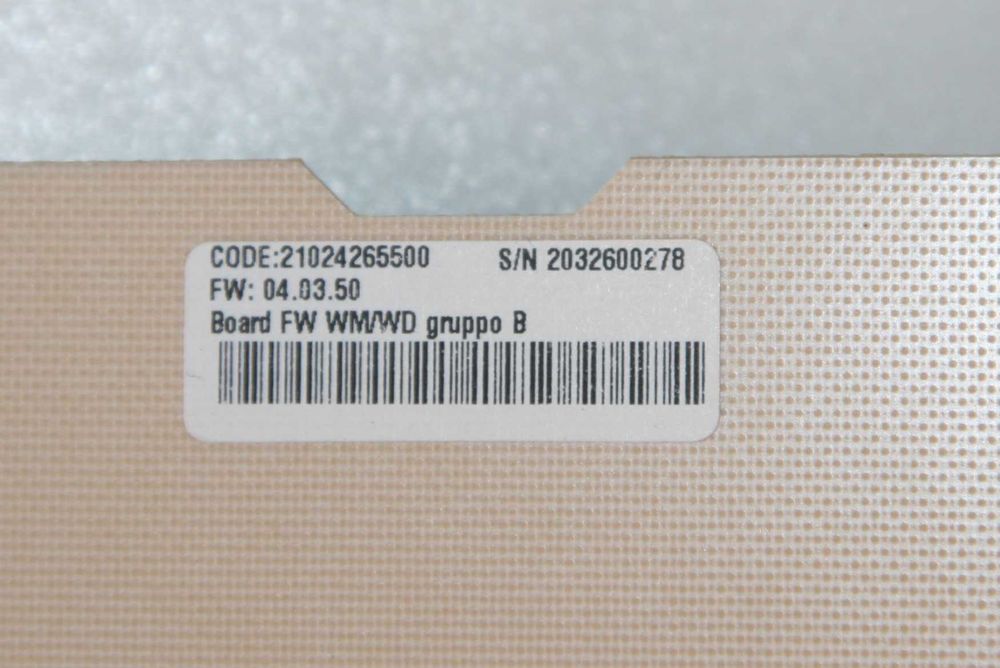 CODE:21024265500 S/N 2032600278
FW: 04.03.50
Board FW WM/WD gruppo B